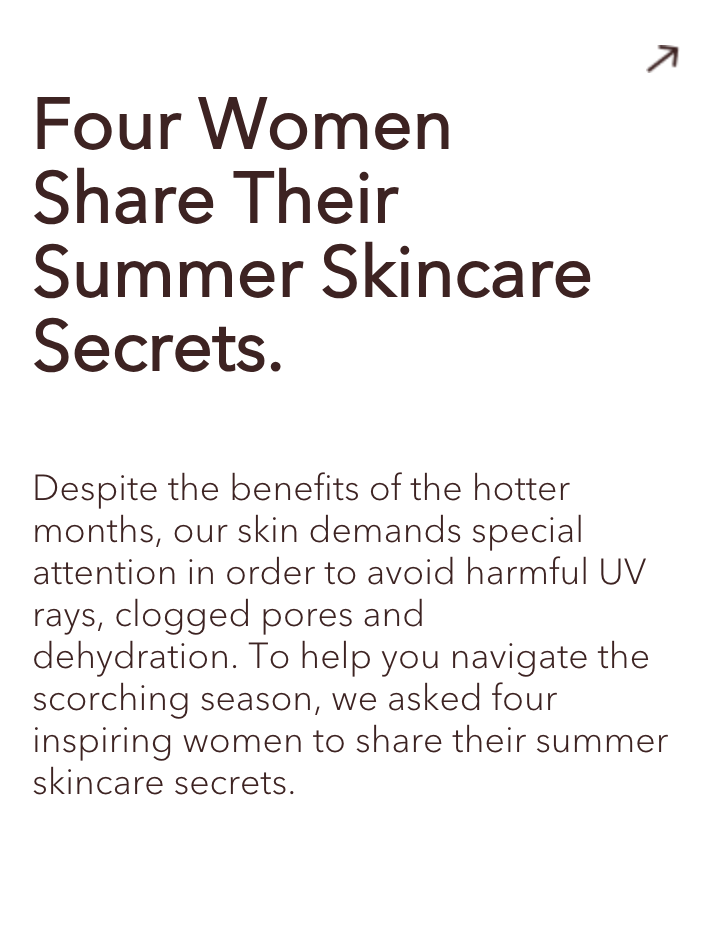 Four Women
Share Their
Summer Skincare
Secrets.
Despite the benefits of the hotter
months, our skin demands special
attention in order to avoid harmful UV
rays, clogged pores and
dehydration. To help you navigate the
scorching season, we asked four
inspiring women to share their summer
skincare secrets.